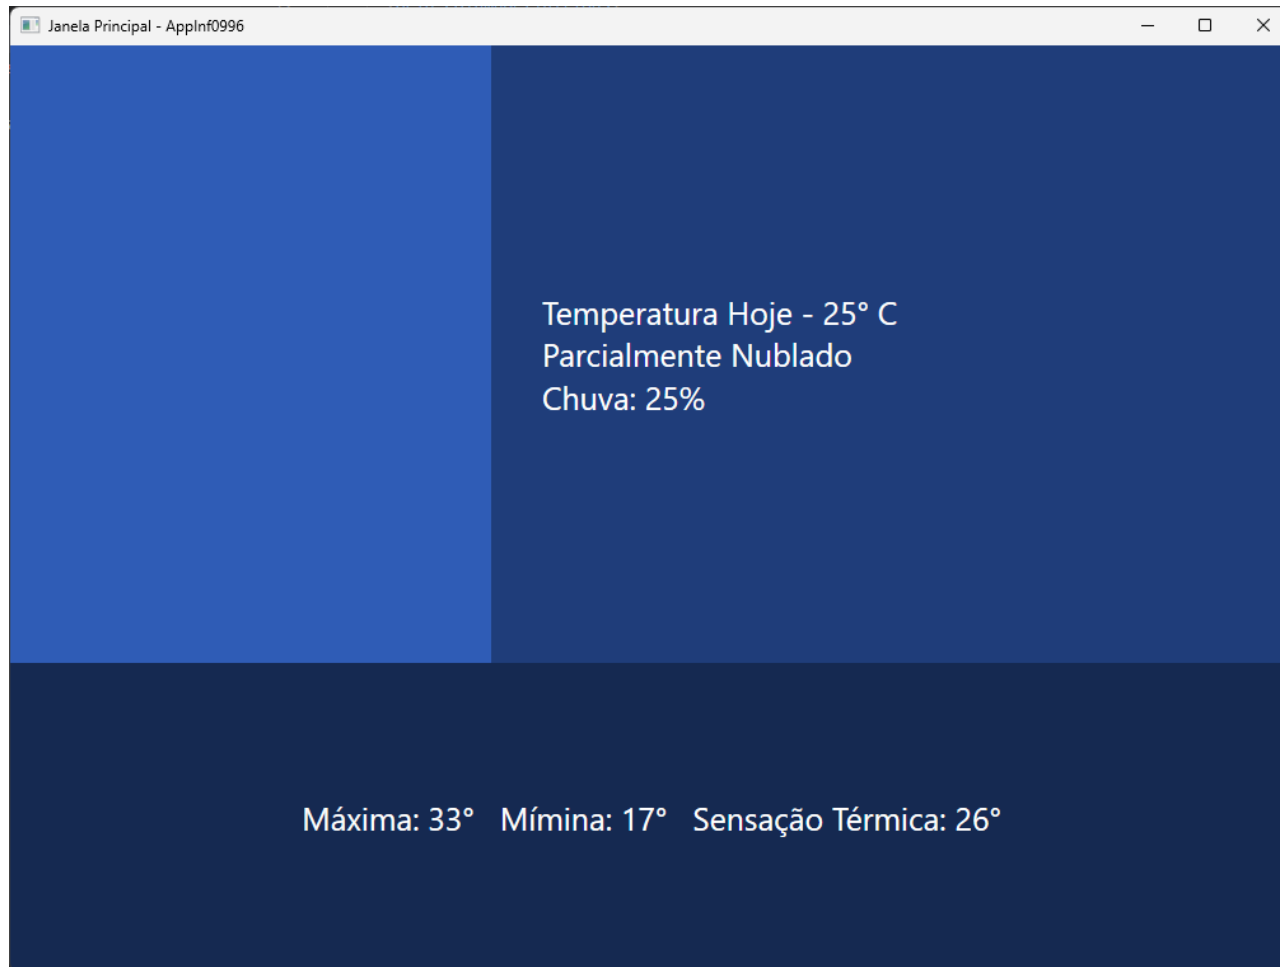 Janela Principal - AppInf0996
Temperatura Hoje - 25° C
Parcialmente Nublado
Chuva: 25%
Máxima: 33° Mímina: 17° Sensação Térmica: 26°